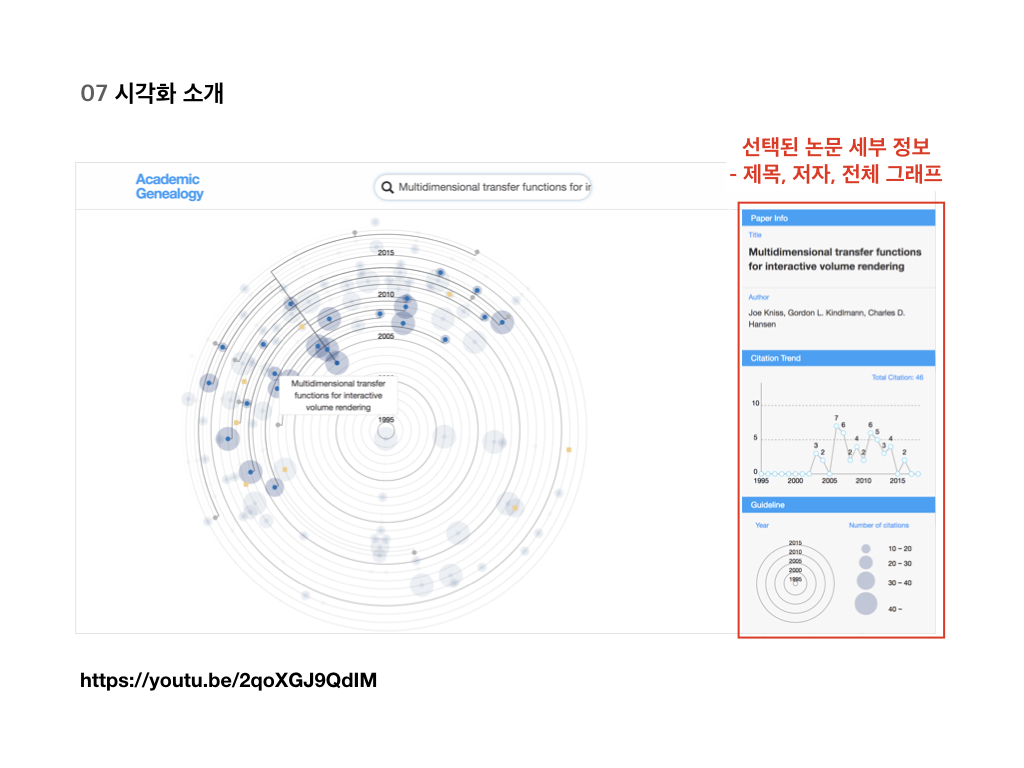 07 시각화 소개
선택된 논문 세부 정보
- 제목, 저자, 전체 그래프
Academic
Genealogy
Multidimensional transfer functions for in
2015
2010
2005
1995
Multidimensional transfer
functions for interactive
volume rendering
Paper Info
Title
Multidimensional transfer functions
for interactive volume rendering
Author
Joe Kniss, Gordon L. Kindlmann, Charles D.
Hansen
Citation Trend
Total Citation: 46
10
5
0
3
2
7
6
2
4
2
6
5
3
4
2
1995 2000 2005 2010 2015
Guideline
Year
Number of citations
2015
2010
2005
2000
1995
10 – 20
20 – 30
30 – 40
40 –
https://youtu.be/2qoXGJ9QdIM